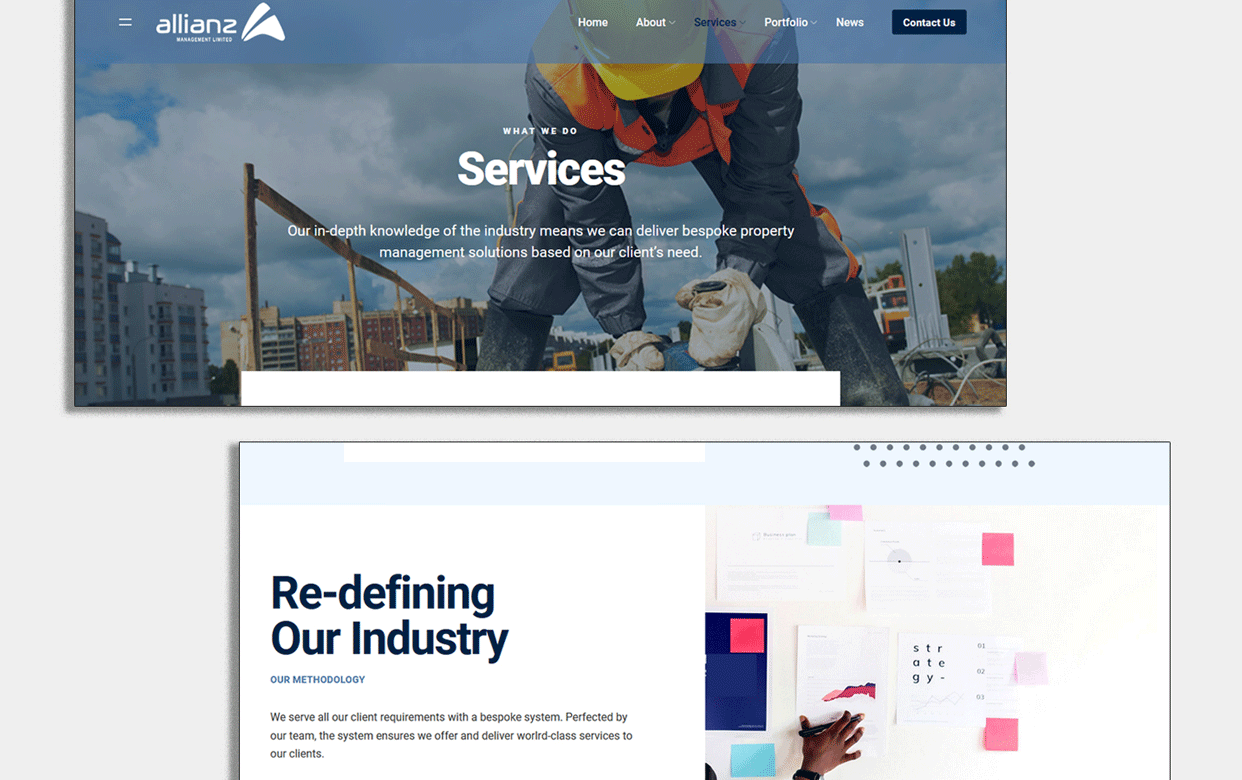 allianz
MANAGEMENT LIMITED
Home About Services Portfolio News Contact Us
WHAT WE DO
Services
Our in-depth knowledge of the industry means we can deliver bespoke property
management solutions based on our client's need.
Re-defining
Our Industry
OUR METHODOLOGY
We serve all our client requirements with a bespoke system. Perfected by
our team, the system ensures we offer and deliver worlrd-class services to
our clients.
Business plan
str
ate
gy-
01
02
03